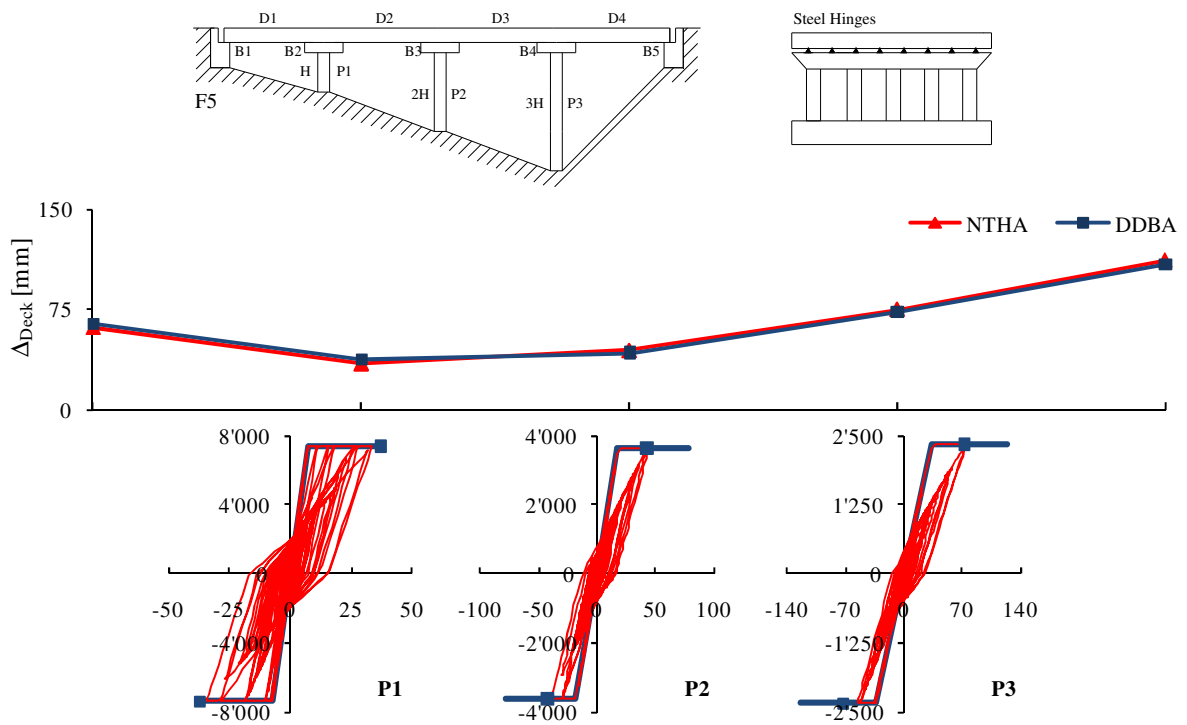 D1 D2 D3 D4
Steel Hinges
B1 B2 B3 B4 B5
H P1
2H P2
3H P3
F5
150
NTHA DDBA
75
ΔDeck [mm]
0
8'000 4'000 2'500
4'000 2'000 1'250
0 0 0
-50 -25 0 25 50 -100 -50 0 50 100 -140 -70 0 70 140
-4'000 -2'000 -1'250
P1 P2 P3
-8'000 -4'000 -2'500